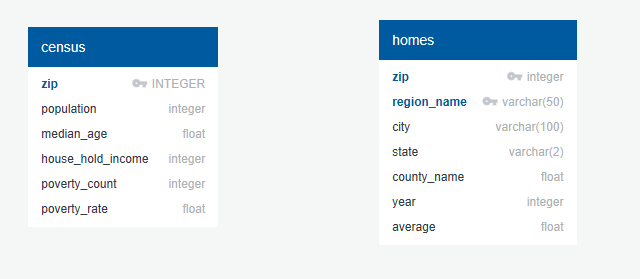 census
zip INTEGER
population integer
median_age float
house_hold_income integer
poverty_count integer
poverty_rate float
homes
zip integer
region_name varchar(50)
city varchar(100)
state varchar(2)
county_name float
year integer
average float